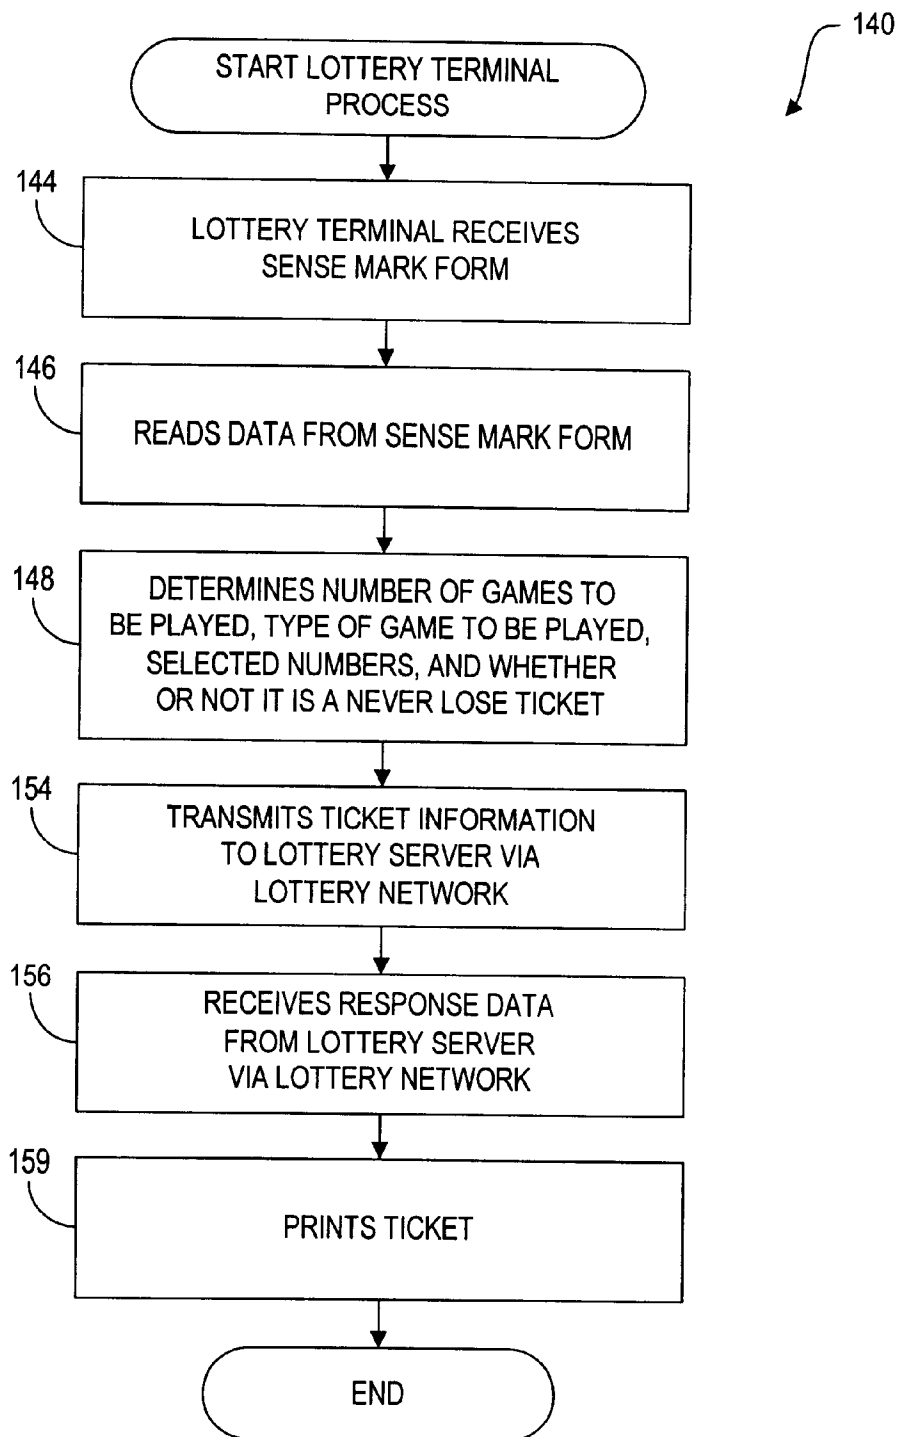 140
START LOTTERY TERMINAL
PROCESS
144
LOTTERY TERMINAL RECEIVES
SENSE MARK FORM
146
READS DATA FROM SENSE MARK FORM
148
DETERMINES NUMBER OF GAMES TO
BE PLAYED, TYPE OF GAME TO BE PLAYED,
SELECTED NUMBERS, AND WHETHER
OR NOT IT IS A NEVER LOSE TICKET
154
TRANSMITS TICKET INFORMATION
TO LOTTERY SERVER VIA
LOTTERY NETWORK
156
RECEIVES RESPONSE DATA
FROM LOTTERY SERVER
VIA LOTTERY NETWORK
159
PRINTS TICKET
END